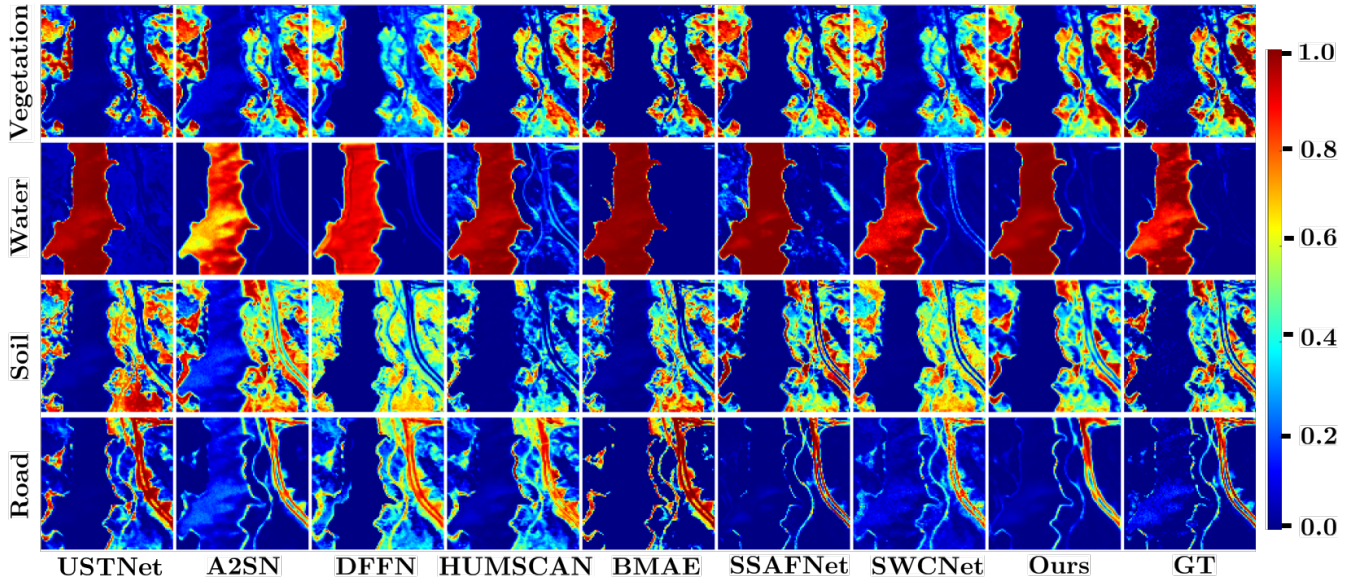 Vegetation
Water
Soil
Road
USTNet A2SN DFFN HUMSCAN BMAE SSAFNet SWCNet Ours GT
1.0
0.8
0.6
0.4
0.2
0.0